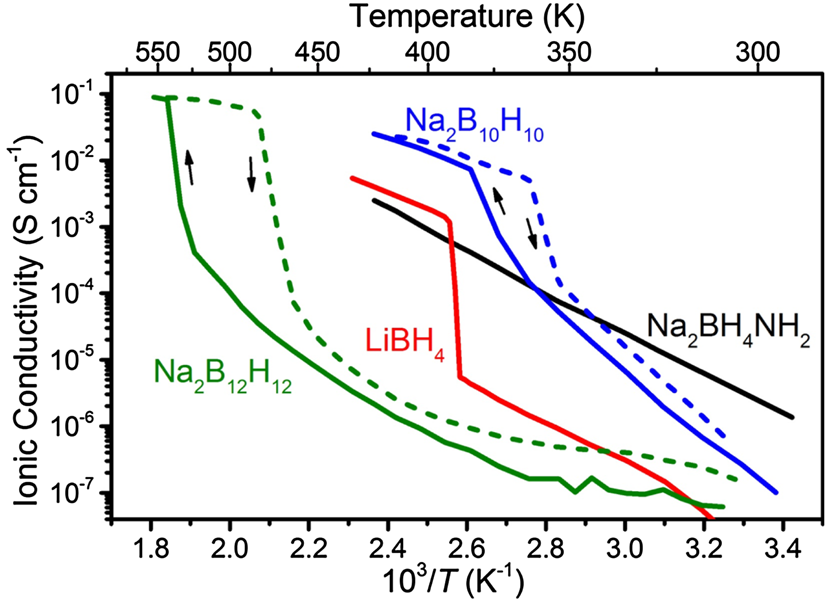 Temperature (K)
550 500 450 400 350 300
Ionic Conductivity (S cm⁻¹)
10⁻¹
10⁻²
10⁻³
10⁻⁴
10⁻⁵
10⁻⁶
10⁻⁷
Na₂B₁₀H₁₀
Na₂BH₄NH₂
LiBH₄
Na₂B₁₂H₁₂
1.8 2.0 2.2 2.4 2.6 2.8 3.0 3.2 3.4
10³/T (K⁻¹)